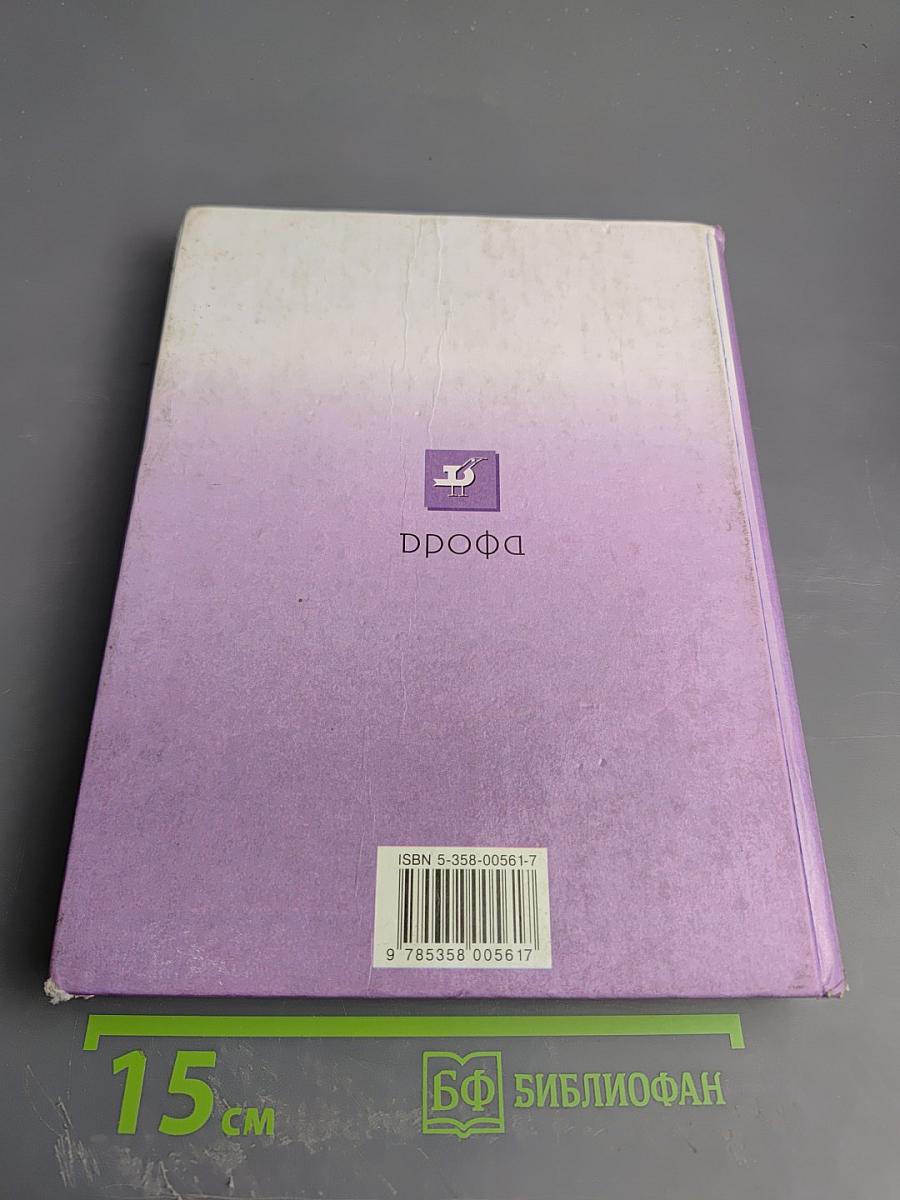 дрофа
ISBN 5-358-00561-7
9 785358 005617
15 см
БФ БИБЛИОФАН